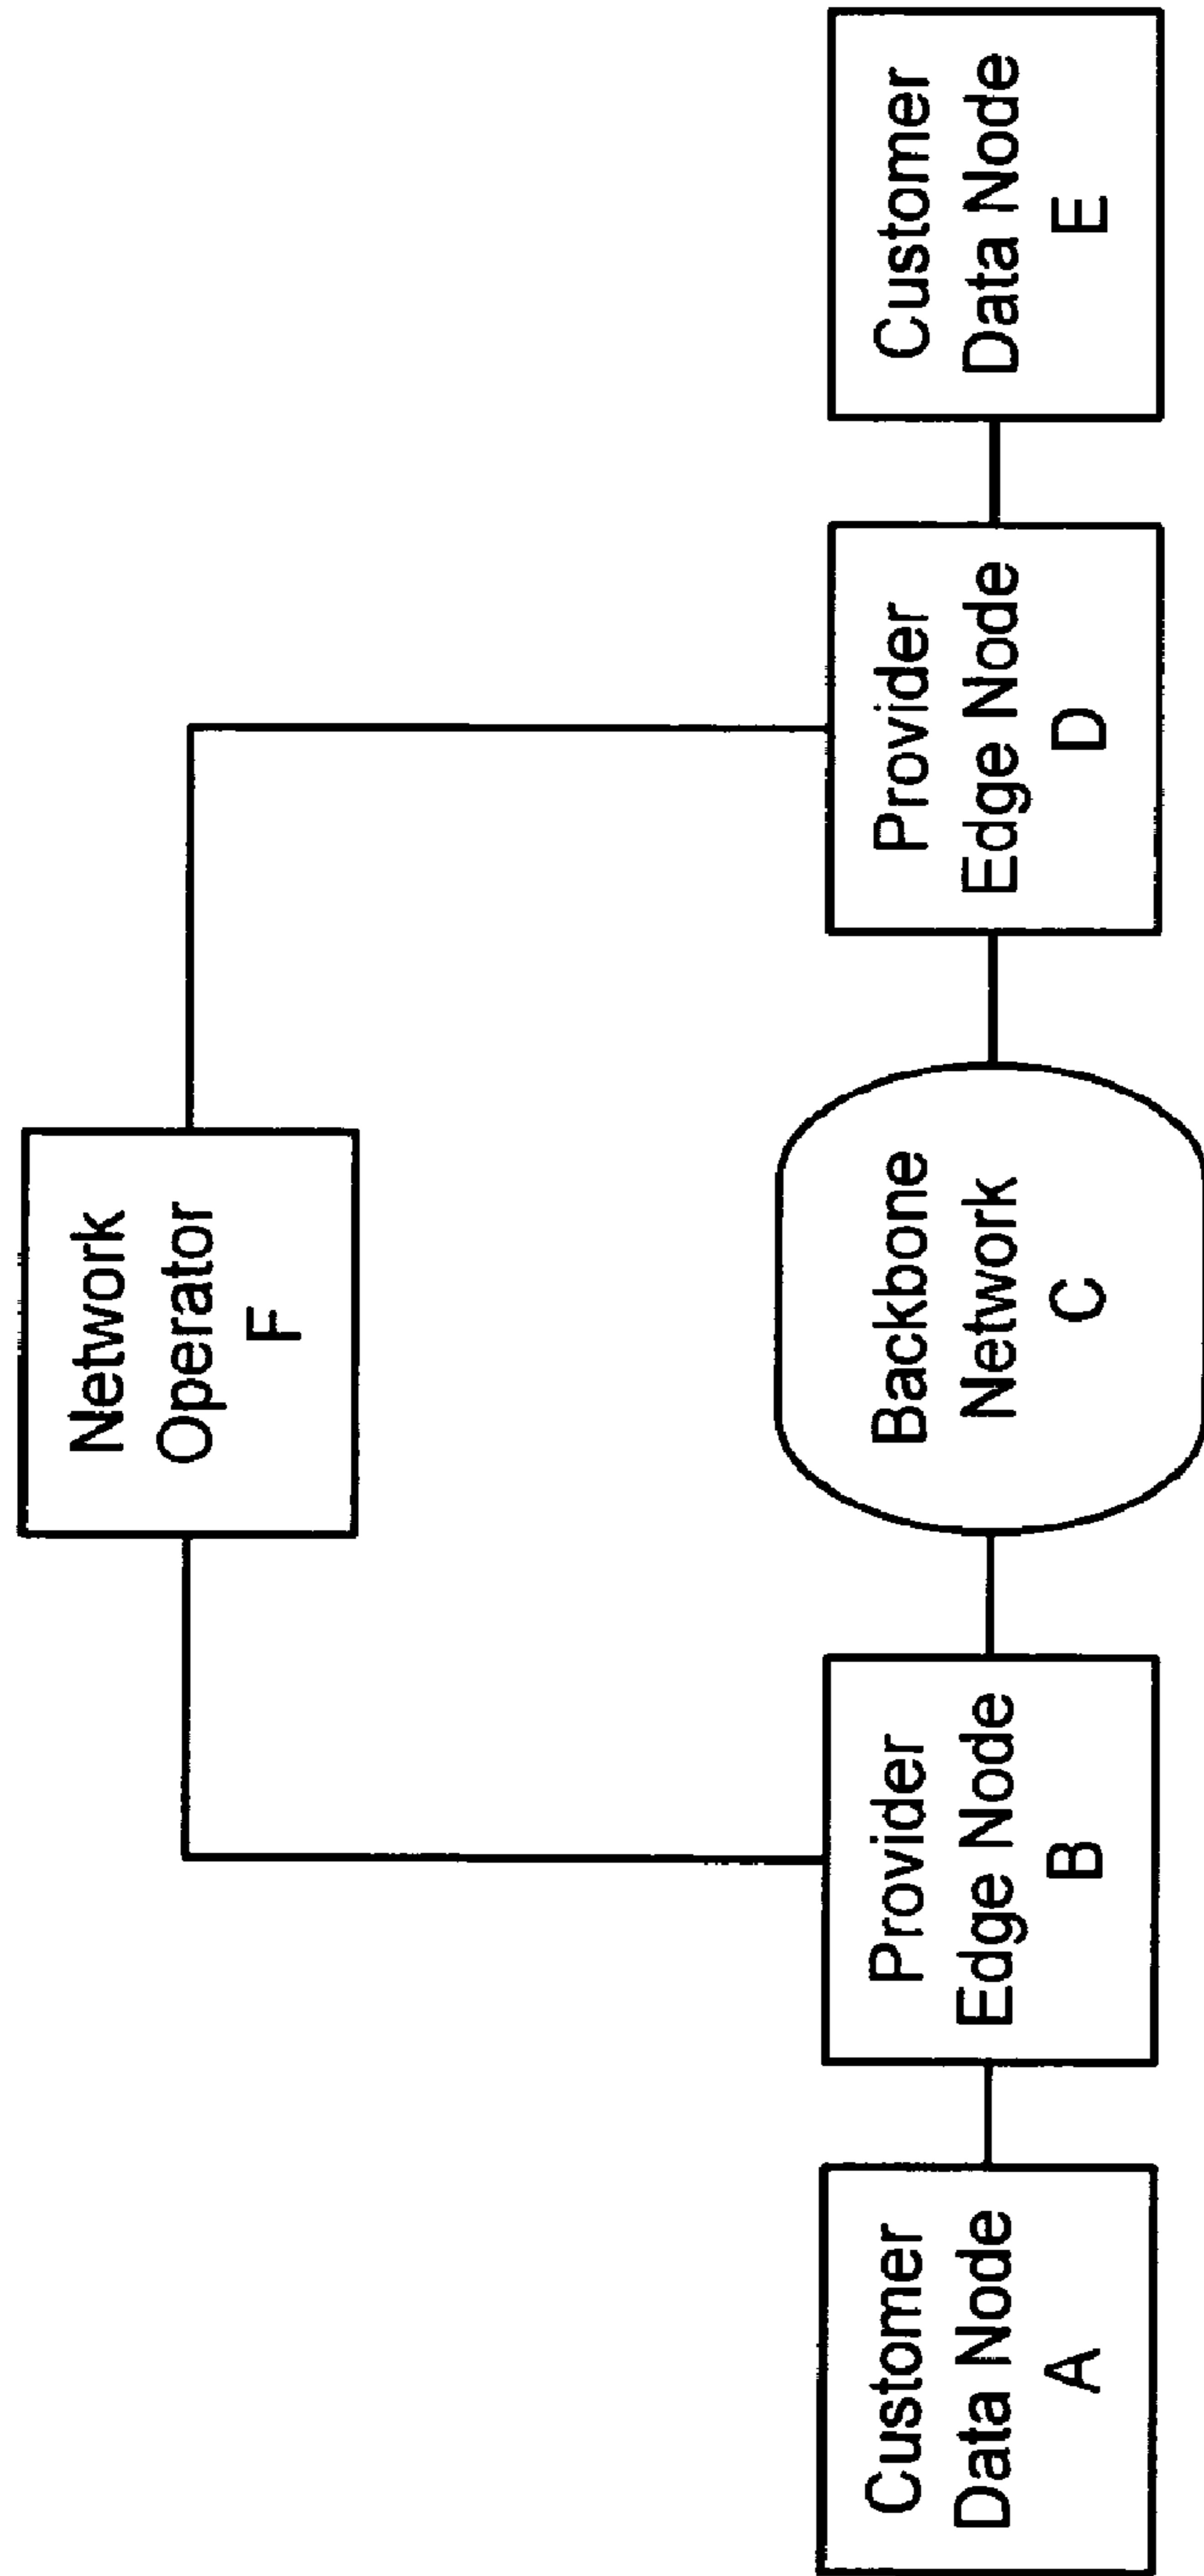 Network
Operator
F
Customer
Data Node
A
Provider
Edge Node
B
Backbone
Network
C
Provider
Edge Node
D
Customer
Data Node
E